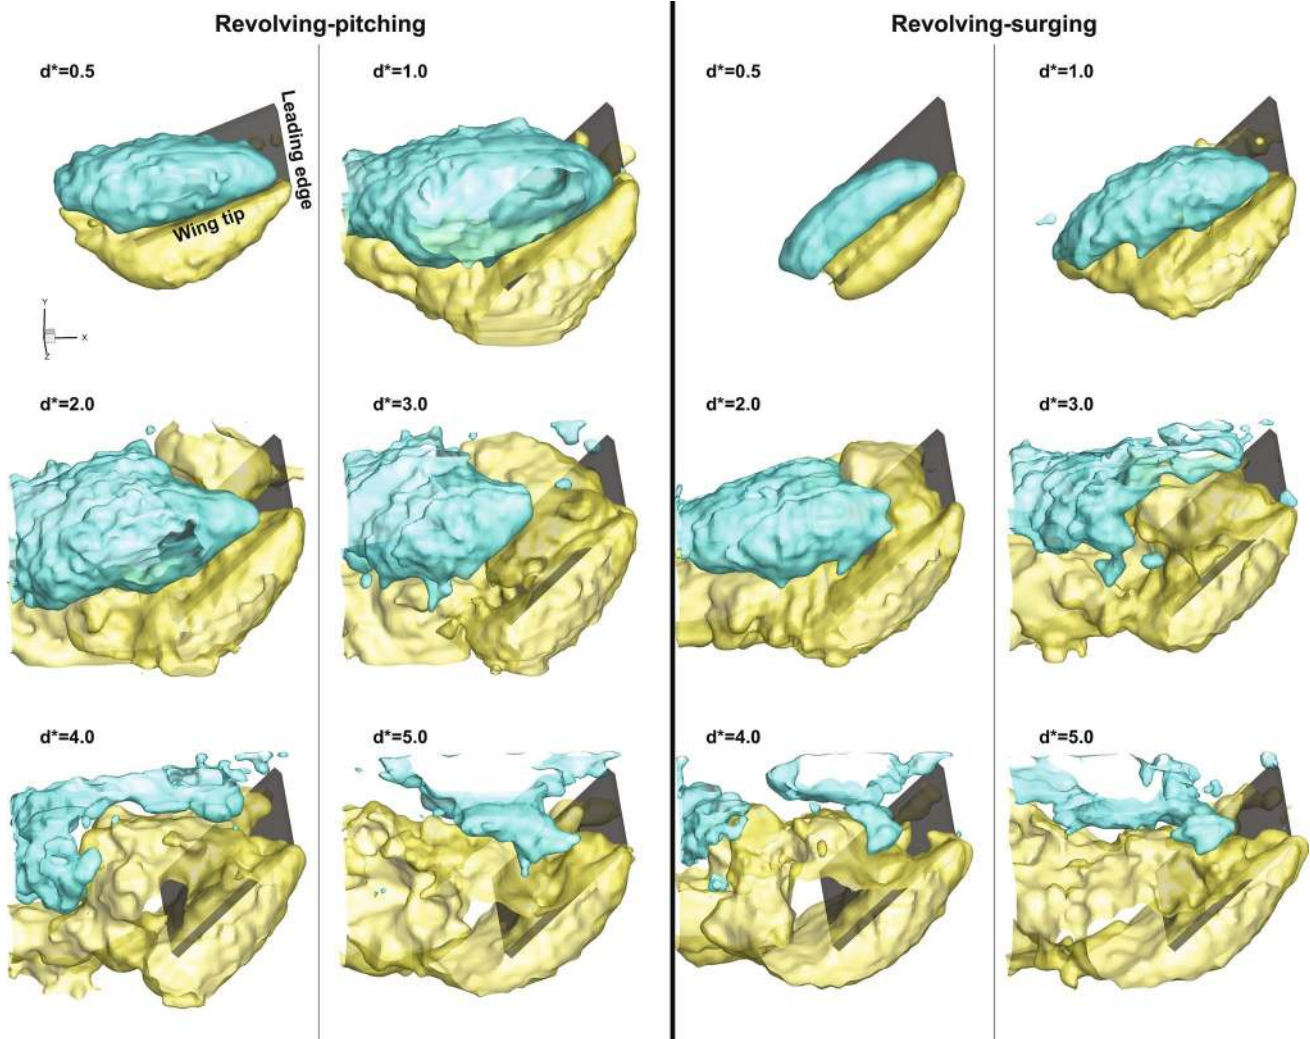 Revolving-pitching
Revolving-surging
d*=0.5
d*=1.0
d*=0.5
d*=1.0
Leading edge
Wing tip
Y
X
Z
d*=2.0
d*=3.0
d*=2.0
d*=3.0
d*=4.0
d*=5.0
d*=4.0
d*=5.0